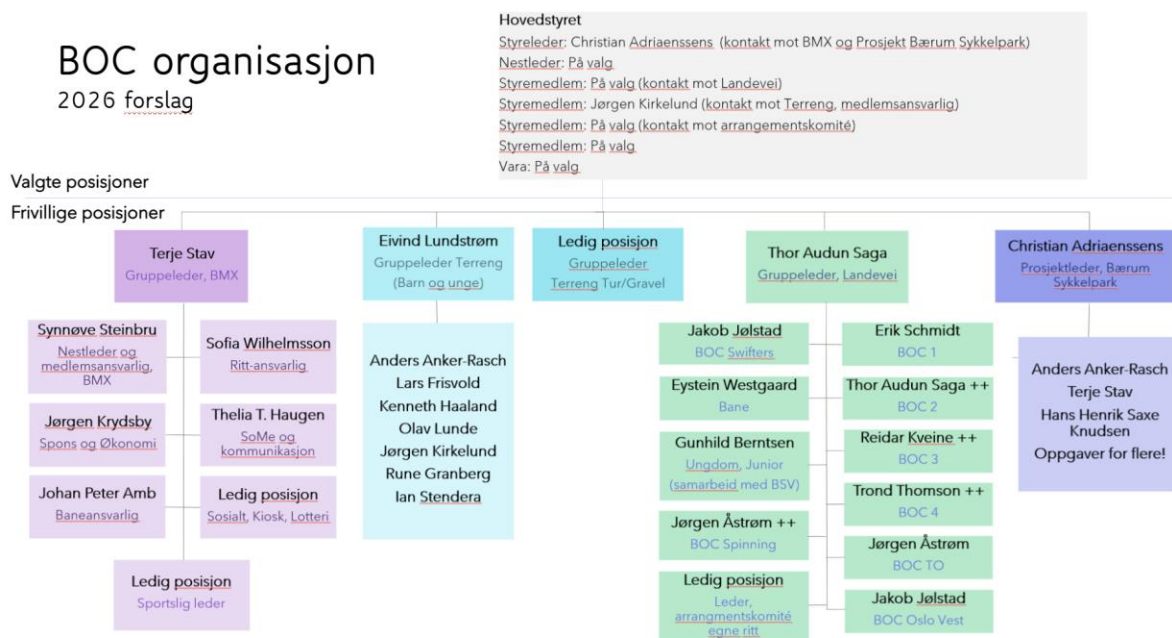 BOC organisasjon
2026 forslag
Hovedstyret
Styreleder: Christian Adriaenssens (kontakt mot BMX og Prosjekt Bærum Sykkelpark)
Nestleder: På valg
Styremedlem: På valg (kontakt mot Landevei)
Styremedlem: Jørgen Kirkelund (kontakt mot Terreng, medlemsansvarlig)
Styremedlem: På valg (kontakt mot arrangementskomité)
Styremedlem: På valg
Vara: På valg
Valgte posisjoner
Frivillige posisjoner
Terje Stav
Gruppeleder, BMX
Synnøve Steinbru
Nestleder og
medlemsansvarlig,
BMX
Sofia Wilhelmsson
Ritt-ansvarlig
Jørgen Krydsby
Spons og Økonomi
Thelia T. Haugen
SoMe og
kommunikasjon
Johan Peter Amb
Baneansvarlig
Ledig posisjon
Sosialt, Kiosk, Lotteri
Ledig posisjon
Sportslig leder
Eivind Lundstrøm
Gruppeleder Terreng
(Barn og unge)
Anders Anker-Rasch
Lars Frisvold
Kenneth Haaland
Olav Lunde
Jørgen Kirkelund
Rune Granberg
Ian Stendera
Ledig posisjon
Gruppeleder
Terreng Tur/Gravel
Thor Audun Saga
Gruppeleder, Landevei
Jakob Jølstad
BOC Swifters
Erik Schmidt
BOC 1
Eystein Westgaard
Bane
Thor Audun Saga ++
BOC 2
Gunhild Berntsen
Ungdom, Junior
(samarbeid med BSV)
Reidar Kveine ++
BOC 3
Trond Thomson ++
BOC 4
Jørgen Åstrøm ++
BOC Spinning
Jørgen Åstrøm
BOC TO
Ledig posisjon
Leder,
arrangmentskomité
egne ritt
Jakob Jølstad
BOC Oslo Vest
Christian Adriaenssens
Prosjektleder, Bærum
Sykkelpark
Anders Anker-Rasch
Terje Stav
Hans Henrik Saxe
Knudsen
Oppgaver for flere!